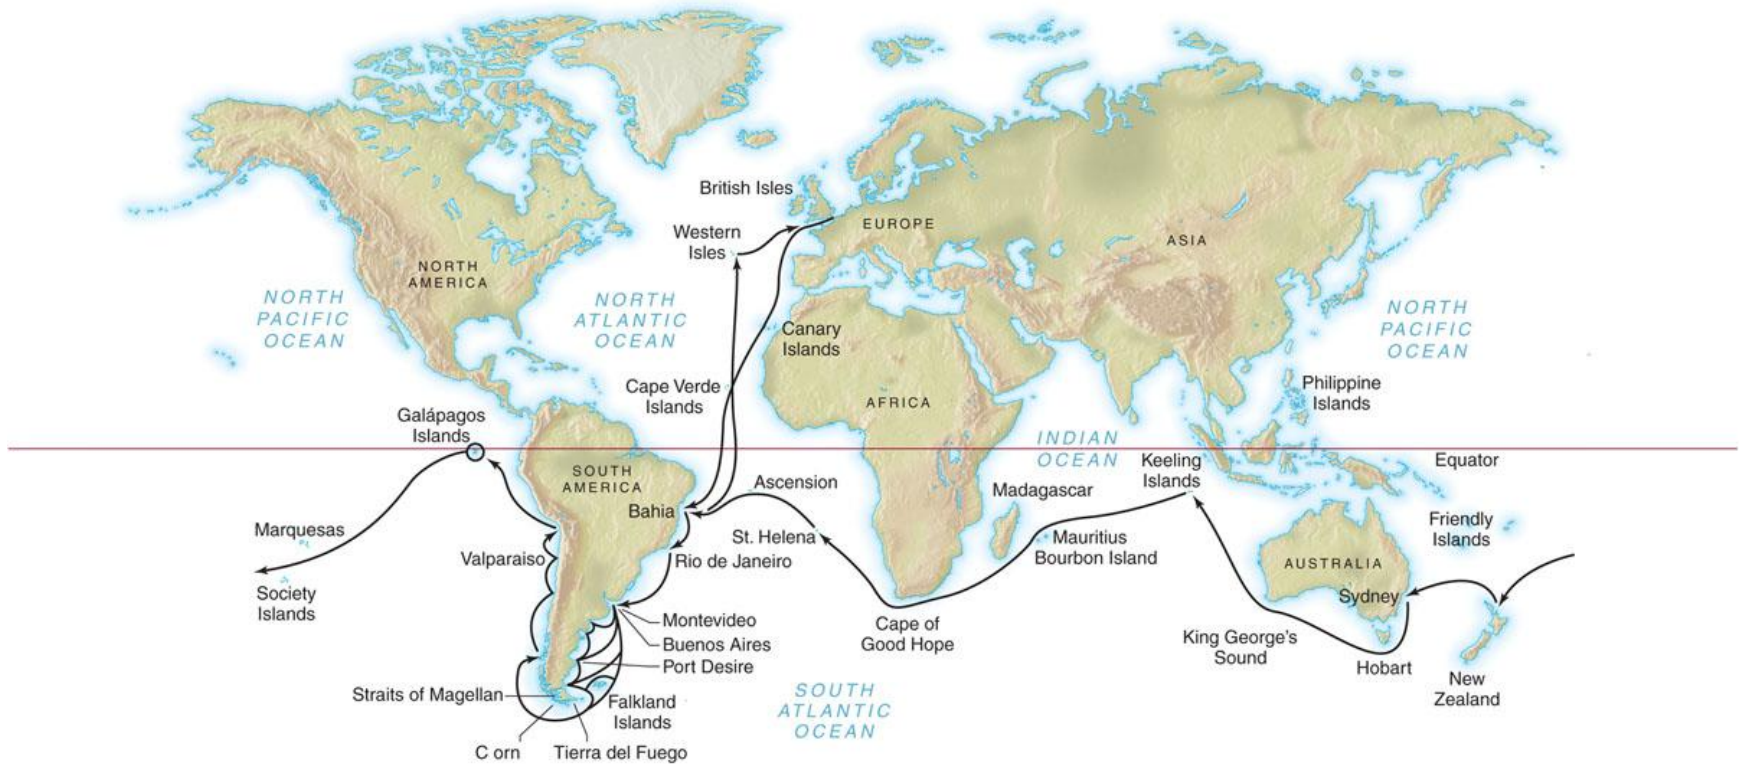 British Isles
Western
Isles
EUROPE
ASIA
NORTH
AMERICA
NORTH
PACIFIC
OCEAN
NORTH
ATLANTIC
OCEAN
NORTH
PACIFIC
OCEAN
Canary
Islands
Cape Verde
Islands
Philippine
Islands
AFRICA
Galápagos
Islands
INDIAN
OCEAN
Keeling
Islands
Equator
SOUTH
AMERICA
Ascension
Madagascar
Bahia
Marquesas
St. Helena
Friendly
Islands
Valparaiso
Rio de Janeiro
Mauritius
Bourbon Island
AUSTRALIA
Society
Islands
Sydney
Montevideo
Buenos Aires
Port Desire
Cape of
Good Hope
King George's
Sound
Hobart
New
Zealand
Straits of Magellan
Falkland
Islands
SOUTH
ATLANTIC
OCEAN
C orn
Tierra del Fuego